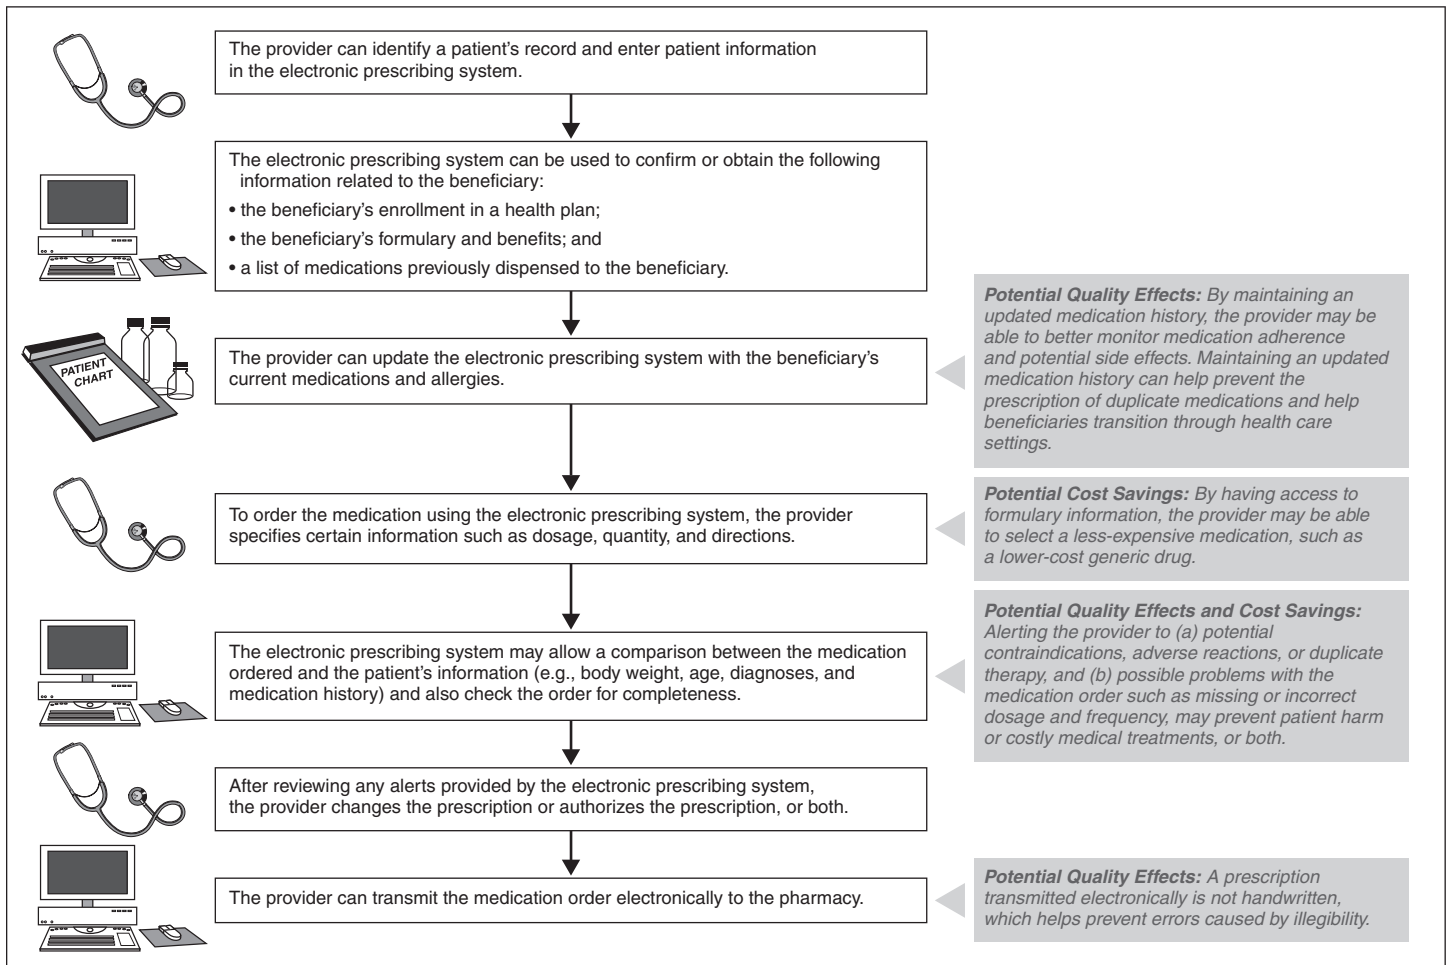 The provider can identify a patient's record and enter patient information
in the electronic prescribing system.
The electronic prescribing system can be used to confirm or obtain the following
information related to the beneficiary:
• the beneficiary's enrollment in a health plan;
• the beneficiary's formulary and benefits; and
• a list of medications previously dispensed to the beneficiary.
PATIENT
CHART
The provider can update the electronic prescribing system with the beneficiary's
current medications and allergies.
Potential Quality Effects: By maintaining an
updated medication history, the provider may be
able to better monitor medication adherence
and potential side effects. Maintaining an updated
medication history can help prevent the
prescription of duplicate medications and help
beneficiaries transition through health care
settings.
To order the medication using the electronic prescribing system, the provider
specifies certain information such as dosage, quantity, and directions.
Potential Cost Savings: By having access to
formulary information, the provider may be able
to select a less-expensive medication, such as
a lower-cost generic drug.
The electronic prescribing system may allow a comparison between the medication
ordered and the patient's information (e.g., body weight, age, diagnoses, and
medication history) and also check the order for completeness.
Potential Quality Effects and Cost Savings:
Alerting the provider to (a) potential
contraindications, adverse reactions, or duplicate
therapy, and (b) possible problems with the
medication order such as missing or incorrect
dosage and frequency, may prevent patient harm
or costly medical treatments, or both.
After reviewing any alerts provided by the electronic prescribing system,
the provider changes the prescription or authorizes the prescription, or both.
The provider can transmit the medication order electronically to the pharmacy.
Potential Quality Effects: A prescription
transmitted electronically is not handwritten,
which helps prevent errors caused by illegibility.